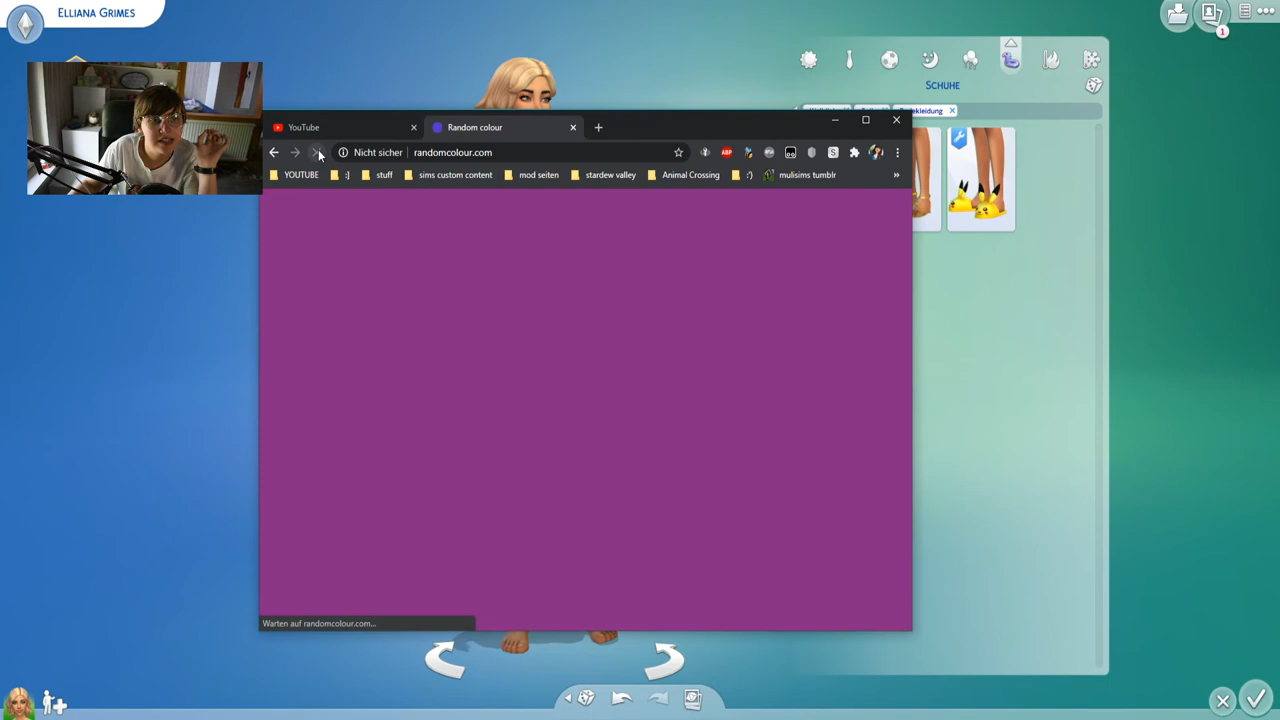 ELLIANA GRIMES
1
SCHUHE
YouTube
Random colour
Nicht sicher
randomcolour.com
ABP
S
YOUTUBE
:]
stuff
sims custom content
mod seiten
stardew valley
Animal Crossing
:')
mulisims tumblr
»
Warten auf randomcolour.com...